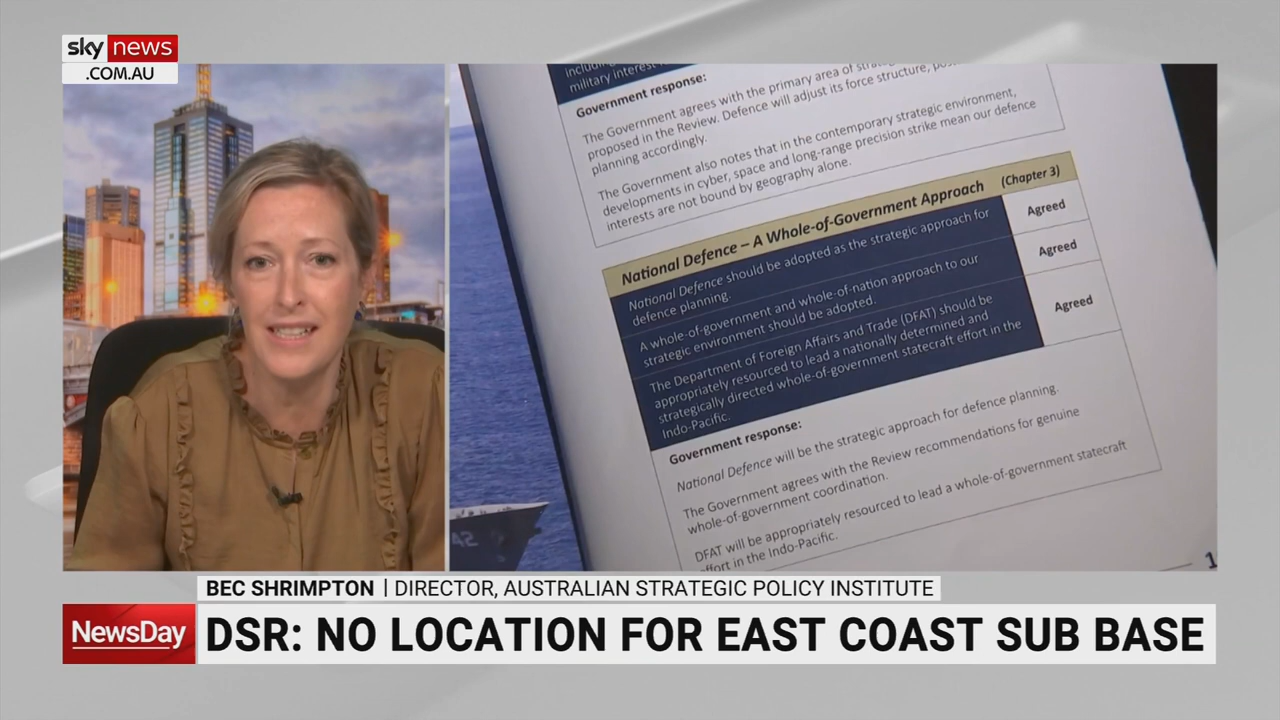 sky news
.COM.AU
military interest
Government response:
The Government agrees with the primary area of
proposed in the Review. Defence will adjust its force structure,
planning accordingly.
The Government also notes that in the contemporary strategic environment,
developments in cyber, space and long-range precision strike mean our defence
interests are not bound by geography alone.
National Defence – A Whole-of-Government Approach (Chapter 3)
National Defence should be adopted as the strategic approach for
defence planning.
Agreed
A whole-of-government and whole-of-nation approach to our
strategic environment should be adopted.
Agreed
The Department of Foreign Affairs and Trade (DFAT) should be
appropriately resourced to lead a nationally determined and
strategically directed whole-of-government statecraft effort in the
Indo-Pacific.
Agreed
Government response:
National Defence will be the strategic approach for defence planning.
The Government agrees with the Review recommendations for genuine
whole-of-government coordination.
DFAT will be appropriately resourced to lead a whole-of-government statecraft
effort in the Indo-Pacific.
42
1
BEC SHRIMPTON | DIRECTOR, AUSTRALIAN STRATEGIC POLICY INSTITUTE
NewsDay
DSR: NO LOCATION FOR EAST COAST SUB BASE